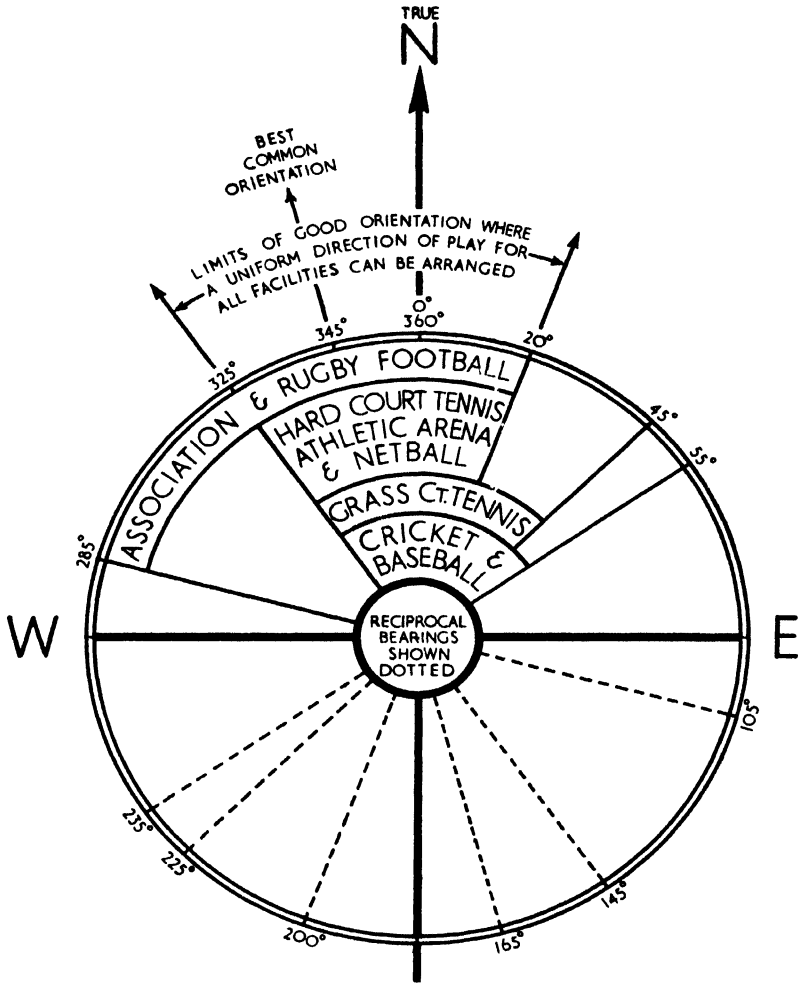 TRUE
N
BEST
COMMON
ORIENTATION
LIMITS OF GOOD ORIENTATION WHERE
A UNIFORM DIRECTION OF PLAY FOR
ALL FACILITIES CAN BE ARRANGED
0°
360°
345°
20°
325°
45°
55°
285°
ASSOCIATION & RUGBY FOOTBALL
HARD COURT TENNIS
ATHLETIC ARENA
& NETBALL
GRASS CT. TENNIS
CRICKET &
BASEBALL
W
RECIPROCAL
BEARINGS
SHOWN
DOTTED
E
105°
235°
225°
200°
165°
145°